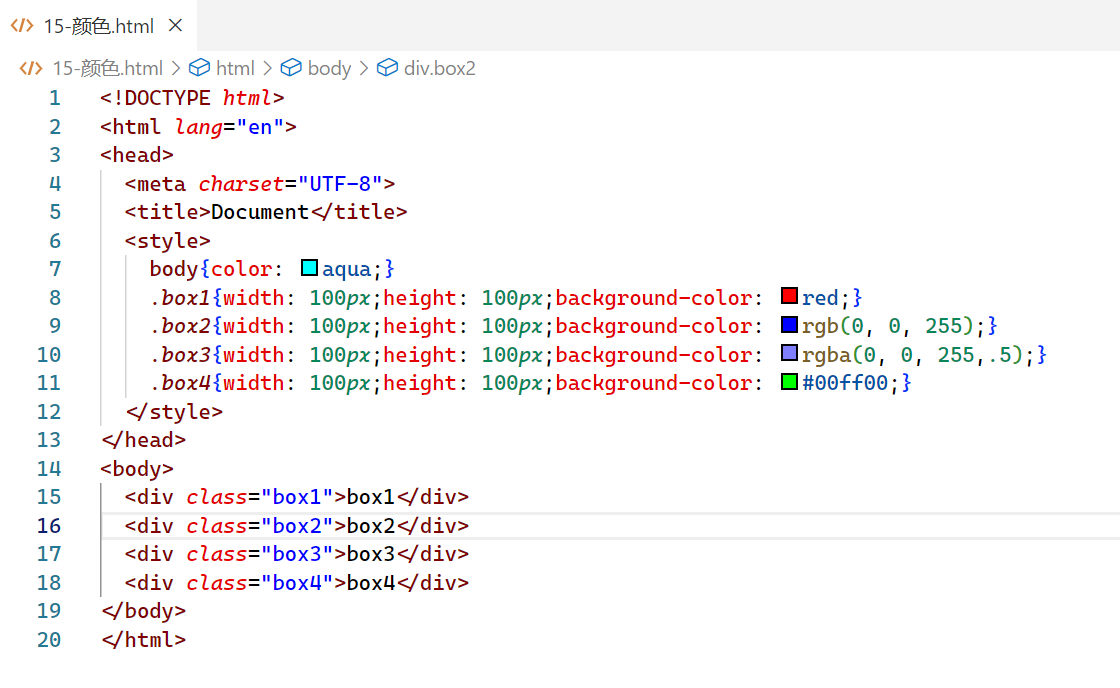 15-颜色.html
15-颜色.html > html > body > div.box2
1 <!DOCTYPE html>
2 <html lang="en">
3 <head>
4 <meta charset="UTF-8">
5 <title>Document</title>
6 <style>
7 body{color: aqua;}
8 .box1{width: 100px;height: 100px;background-color: red;}
9 .box2{width: 100px;height: 100px;background-color: rgb(0, 0, 255);}
10 .box3{width: 100px;height: 100px;background-color: rgba(0, 0, 255,.5);}
11 .box4{width: 100px;height: 100px;background-color: #00ff00;}
12 </style>
13 </head>
14 <body>
15 <div class="box1">box1</div>
16 <div class="box2">box2</div>
17 <div class="box3">box3</div>
18 <div class="box4">box4</div>
19 </body>
20 </html>